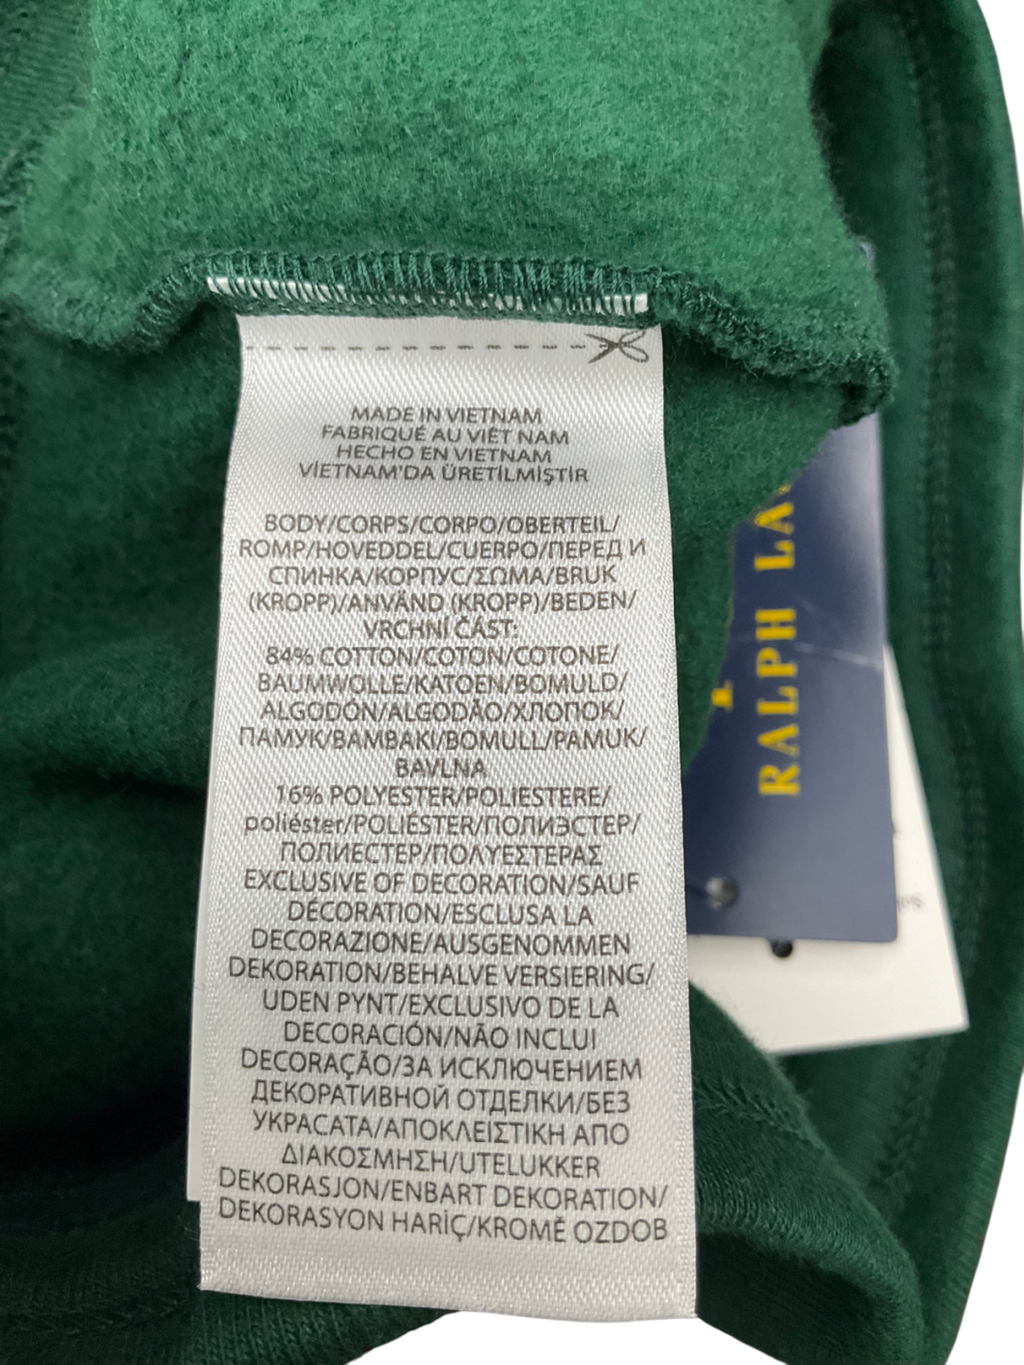 MADE IN VIETNAM
FABRIQUÉ AU VIÊT NAM
HECHO EN VIETNAM
VİETNAM'DA ÜRETİLMİŞTİR
BODY/CORPS/CORPO/OBERTEIL/
ROMP/HOVEDDEL/CUERPO/ПЕРЕД И
СПИНКА/КОРПУС/ΣΩΜΑ/BRUK
(KROPP)/ANVÄND (KROPP)/BEDEN/
VRCHNÍ ČÁST:
84% COTTON/COTON/COTONE/
BAUMWOLLE/KATOEN/BOMULD/
ALGODÓN/ALGODÃO/ХЛОПОК/
ПАМУК/ΒΑΜΒΑΚΙ/BOMULL/PAMUK/
BAVLNA
16% POLYESTER/POLIESTERE/
poliéster/POLIÉSTER/ПОЛИЭСТЕР/
ПОЛИЕСТЕР/ΠΟΛΥΕΣΤΕΡΑΣ
EXCLUSIVE OF DECORATION/SAUF
DÉCORATION/ESCLUSA LA
DECORAZIONE/AUSGENOMMEN
DEKORATION/BEHALVE VERSIERING/
UDEN PYNT/EXCLUSIVO DE LA
DECORACIÓN/NÃO INCLUI
DECORAÇÃO/ЗА ИСКЛЮЧЕНИЕМ
ДЕКОРАТИВНОЙ ОТДЕЛКИ/БЕЗ
УКРАСАТА/ΑΠΟΚΛΕΙΣΤΙΚΗ ΑΠΟ
ΔΙΑΚΟΣΜΗΣΗ/UTELUKKER
DEKORASJON/ENBART DEKORATION/
DEKORASYON HARİÇ/KROMĚ OZDOB
RALPH LA